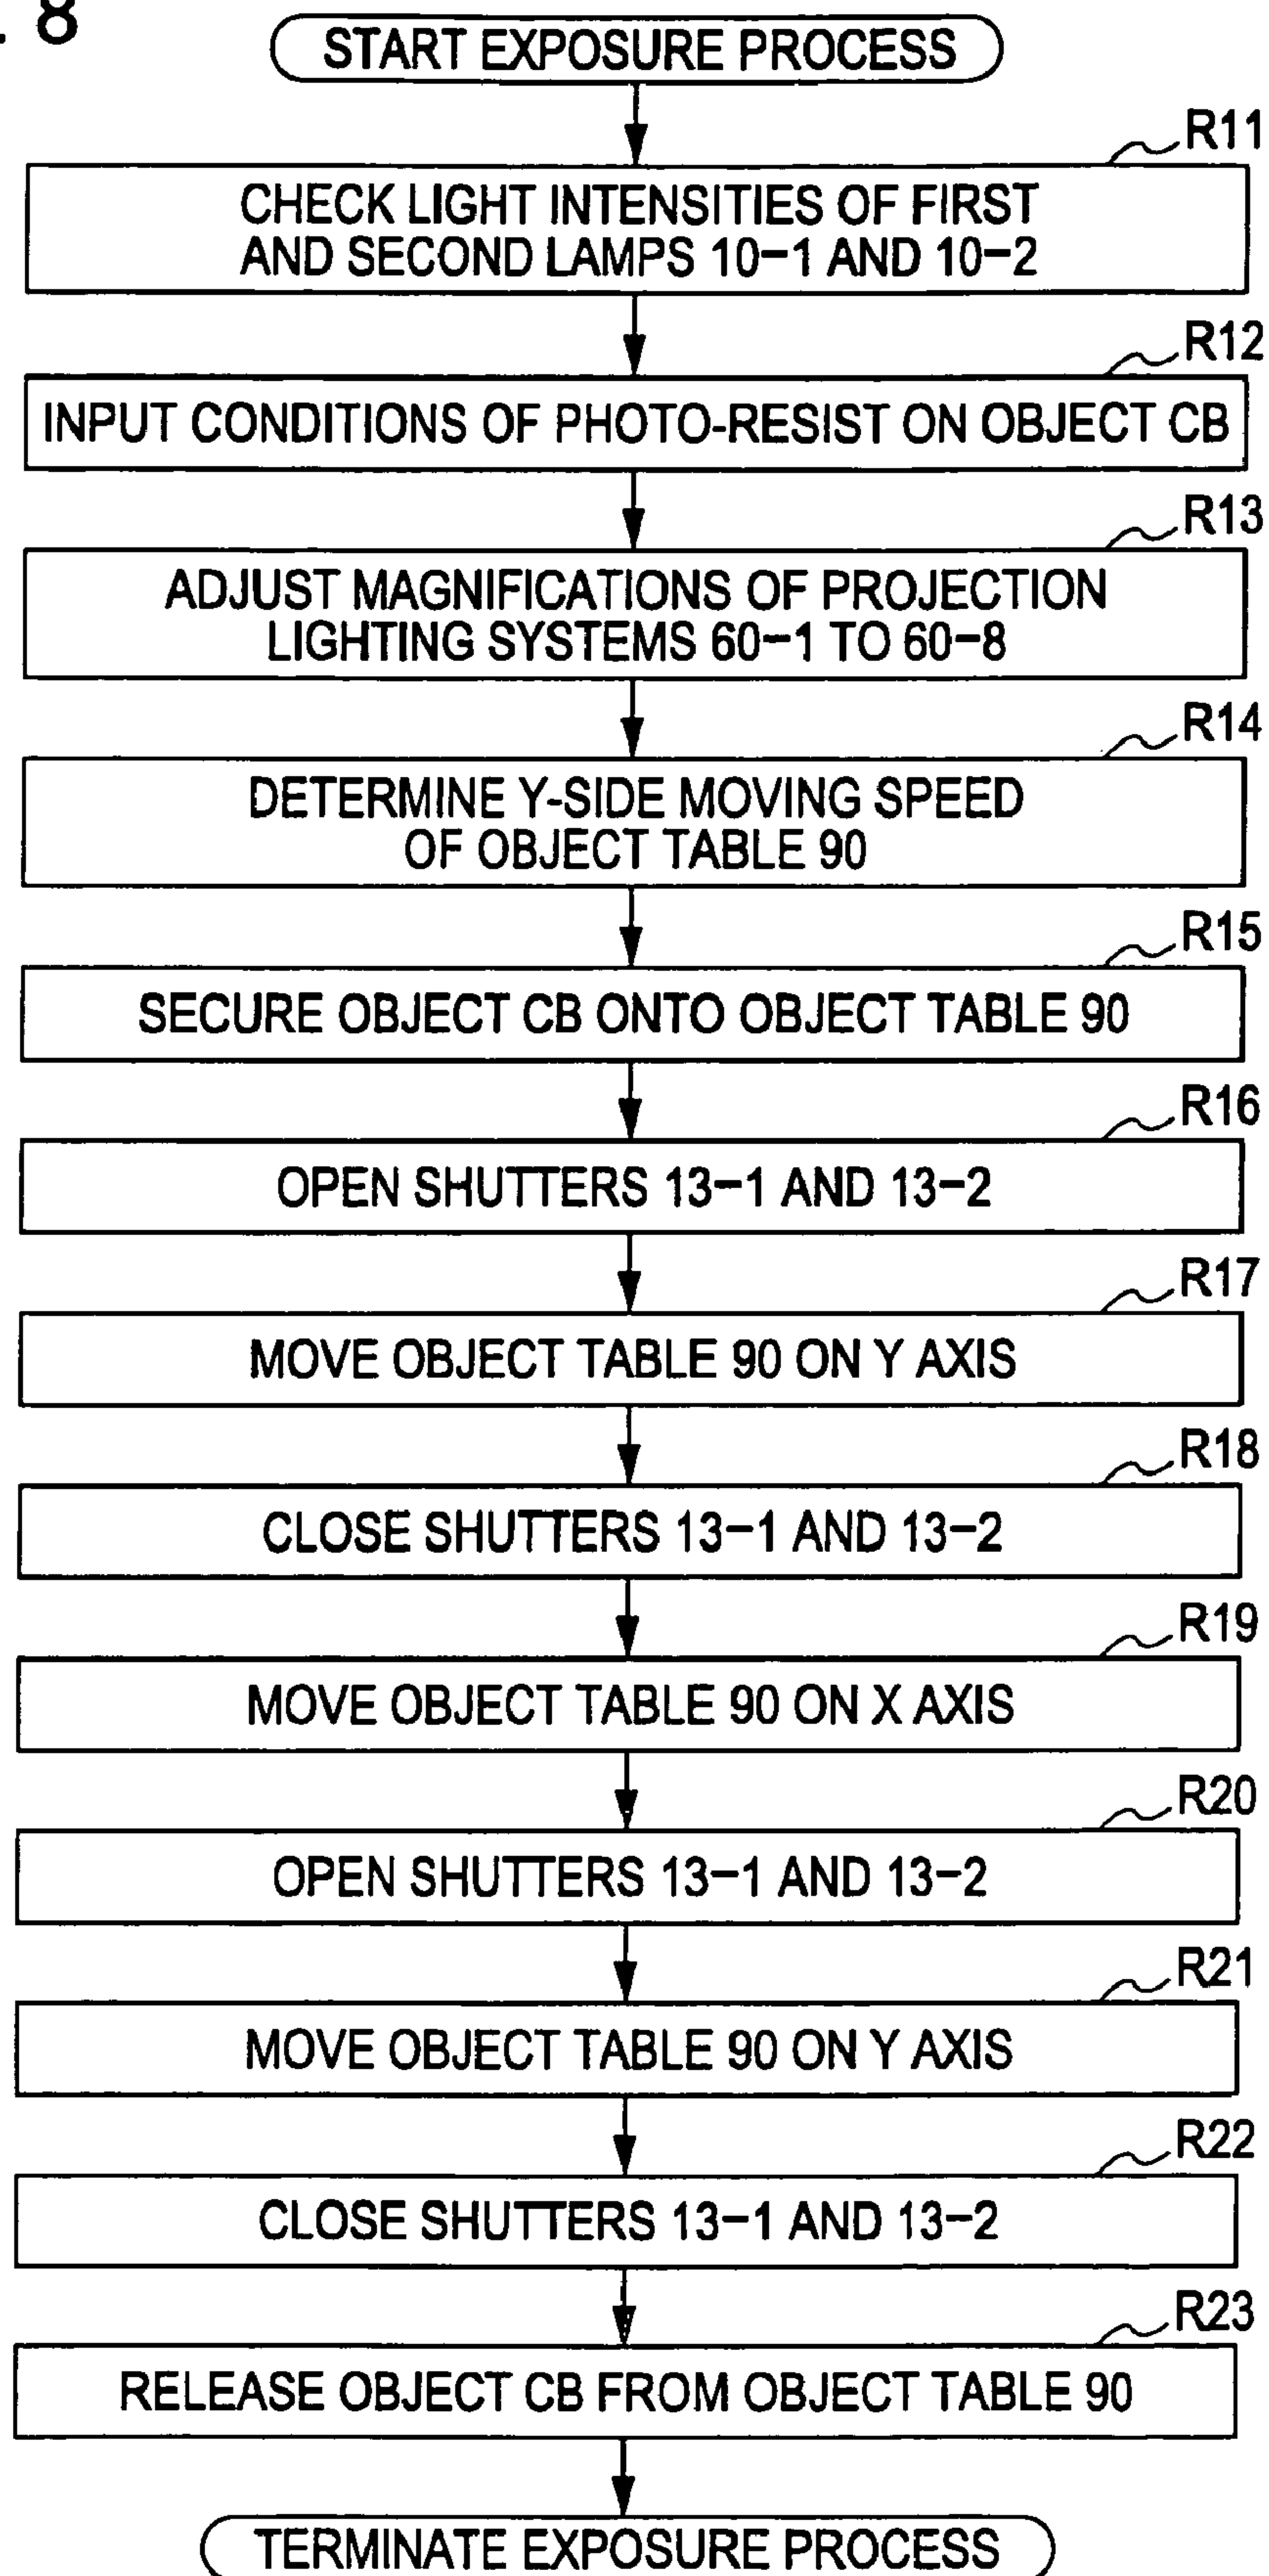 . 8
START EXPOSURE PROCESS
R11
CHECK LIGHT INTENSITIES OF FIRST
AND SECOND LAMPS 10-1 AND 10-2
R12
INPUT CONDITIONS OF PHOTO-RESIST ON OBJECT CB
R13
ADJUST MAGNIFICATIONS OF PROJECTION
LIGHTING SYSTEMS 60-1 TO 60-8
R14
DETERMINE Y-SIDE MOVING SPEED
OF OBJECT TABLE 90
R15
SECURE OBJECT CB ONTO OBJECT TABLE 90
R16
OPEN SHUTTERS 13-1 AND 13-2
R17
MOVE OBJECT TABLE 90 ON Y AXIS
R18
CLOSE SHUTTERS 13-1 AND 13-2
R19
MOVE OBJECT TABLE 90 ON X AXIS
R20
OPEN SHUTTERS 13-1 AND 13-2
R21
MOVE OBJECT TABLE 90 ON Y AXIS
R22
CLOSE SHUTTERS 13-1 AND 13-2
R23
RELEASE OBJECT CB FROM OBJECT TABLE 90
TERMINATE EXPOSURE PROCESS